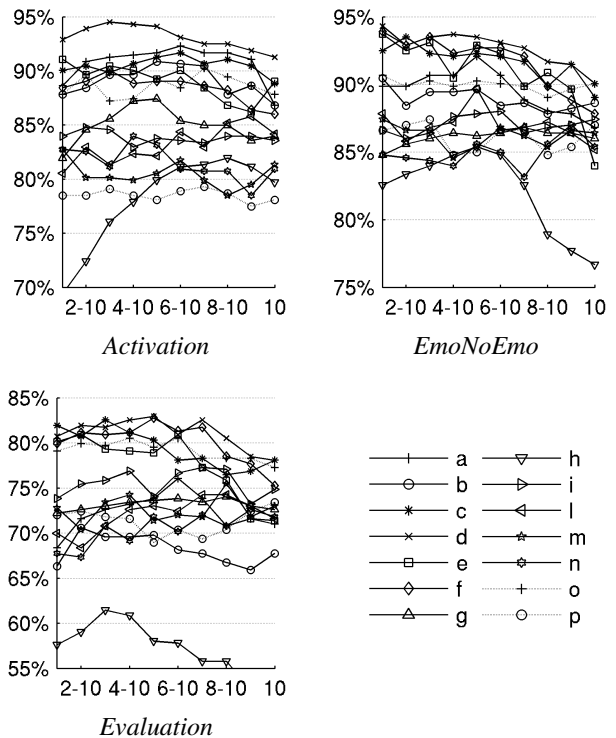 95%
90%
85%
80%
75%
70%
2-10 4-10 6-10 8-10 10
Activation
95%
90%
85%
80%
75%
2-10 4-10 6-10 8-10 10
EmoNoEmo
85%
80%
75%
70%
65%
60%
55%
2-10 4-10 6-10 8-10 10
Evaluation
a h
b i
c l
d m
e n
f o
g p